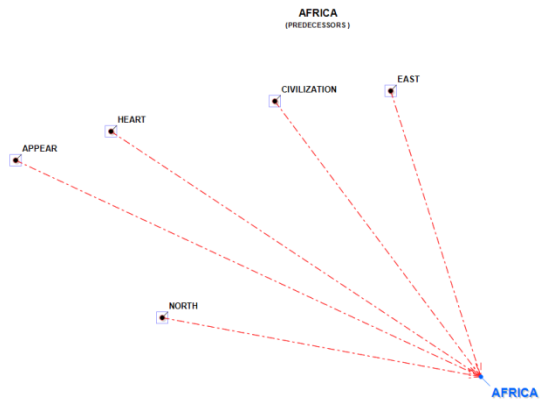 AFRICA
(PREDECESSORS )
EAST
CIVILIZATION
HEART
APPEAR
NORTH
AFRICA